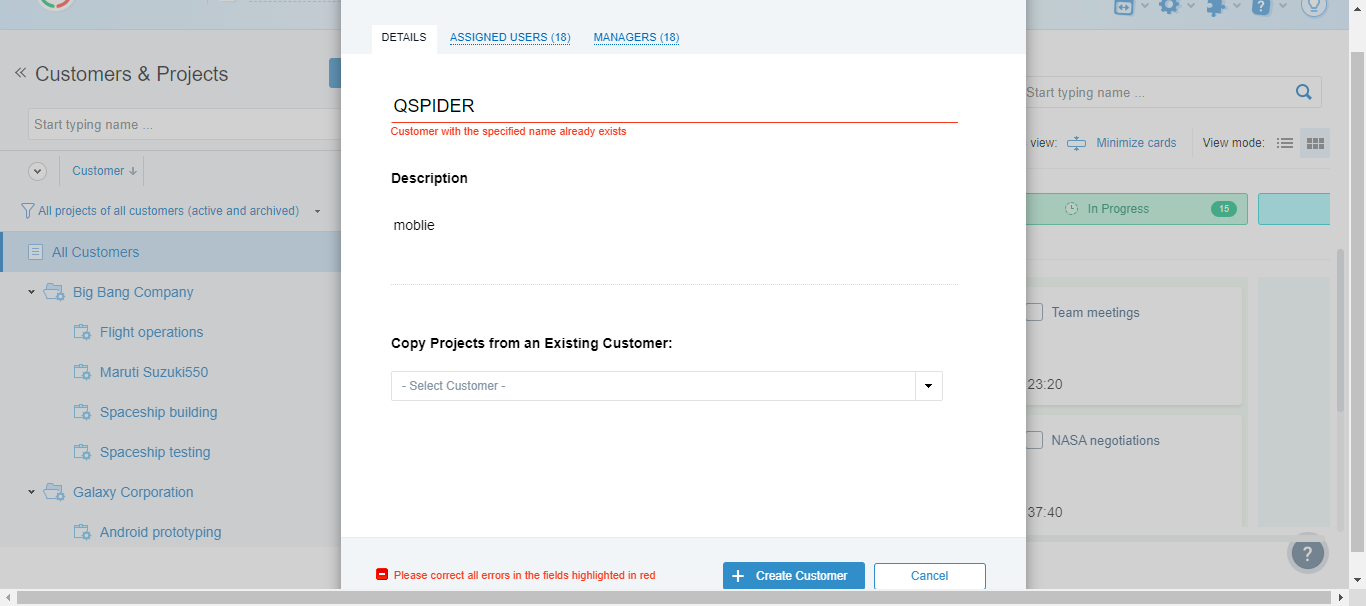 DETAILS
ASSIGNED USERS (18)
MANAGERS (18)
Customers & Projects
Start typing name ...
Customer
All projects of all customers (active and archived)
All Customers
Big Bang Company
Flight operations
Maruti Suzuki550
Spaceship building
Spaceship testing
Galaxy Corporation
Android prototyping
QSPIDER
Customer with the specified name already exists
Description
moblie
Copy Projects from an Existing Customer:
- Select Customer -
Please correct all errors in the fields highlighted in red
Create Customer
Cancel
Start typing name ...
view:
Minimize cards
View mode:
In Progress
15
Team meetings
23:20
NASA negotiations
37:40
?
?